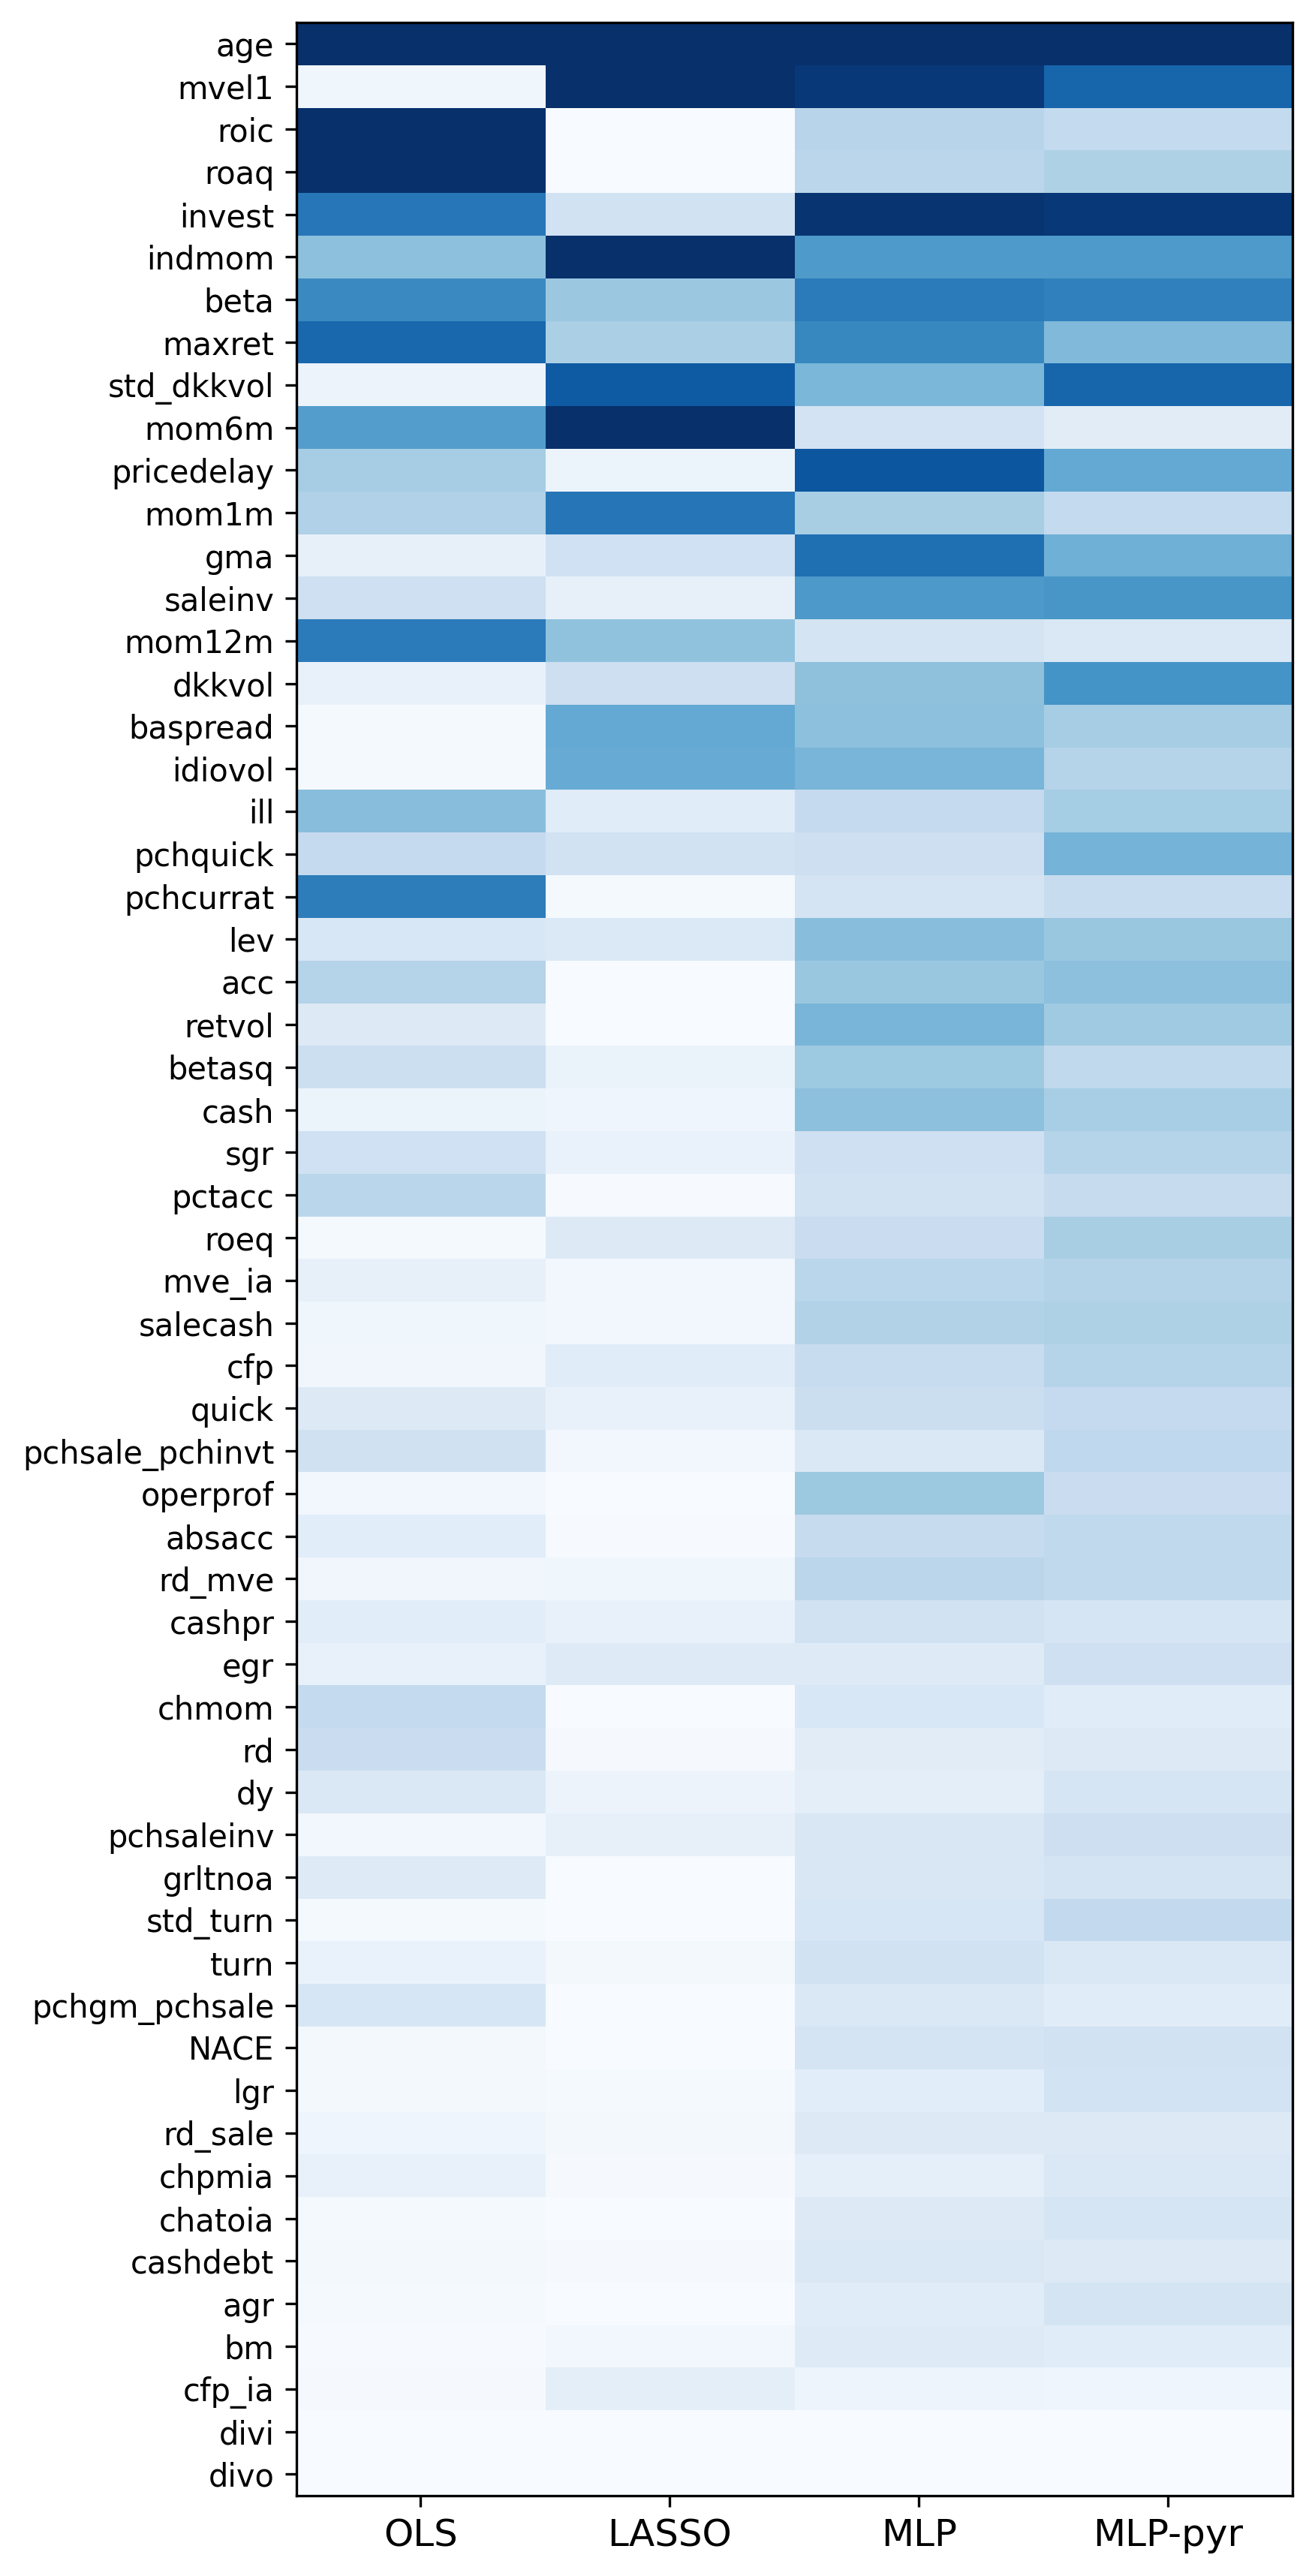 age
mvel1
roic
roaq
invest
indmom
beta
maxret
std_dkkvol
mom6m
pricedelay
mom1m
gma
saleinv
mom12m
dkkvol
baspread
idiovol
ill
pchquick
pchcurrat
lev
acc
retvol
betasq
cash
sgr
pctacc
roeq
mve_ia
salecash
cfp
quick
pchsale_pchinvt
operprof
absacc
rd_mve
cashpr
egr
chmom
rd
dy
pchsaleinv
grltnoa
std_turn
turn
pchgm_pchsale
NACE
lgr
rd_sale
chpmia
chatoia
cashdebt
agr
bm
cfp_ia
divi
divo
OLS LASSO MLP MLP-pyr